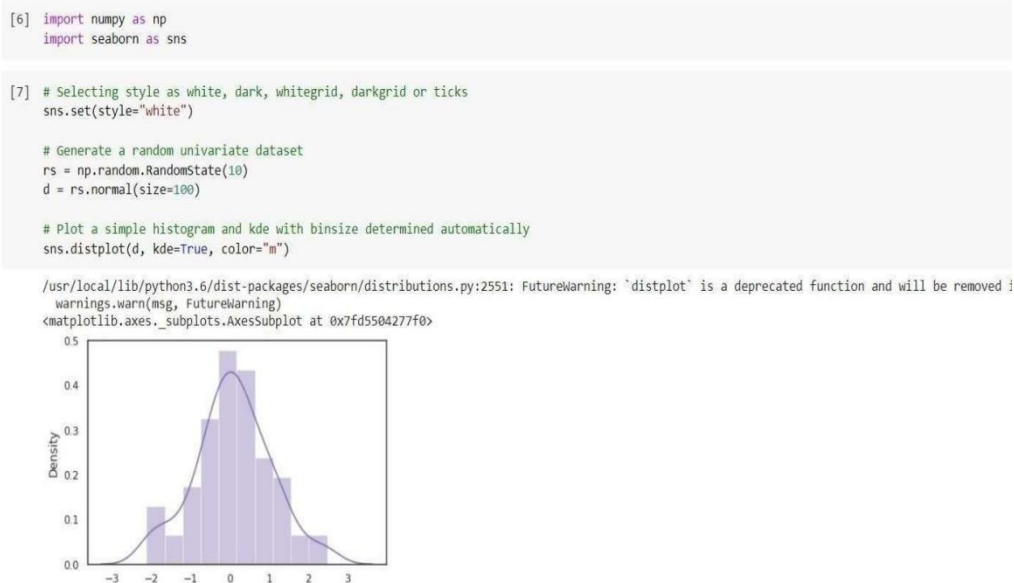 [6] import numpy as np
import seaborn as sns
[7] # Selecting style as white, dark, whitegrid, darkgrid or ticks
sns.set(style="white")
# Generate a random univariate dataset
rs = np.random.RandomState(10)
d = rs.normal(size=100)
# Plot a simple histogram and kde with binsize determined automatically
sns.distplot(d, kde=True, color="m")
/usr/local/lib/python3.6/dist-packages/seaborn/distributions.py:2551: FutureWarning: `distplot` is a deprecated function and will be removed i
warnings.warn(msg, FutureWarning)
<matplotlib.axes._subplots.AxesSubplot at 0x7fd5504277f0>
0.5
0.4
0.3
0.2
0.1
0.0
Density
−3 −2 −1 0 1 2 3